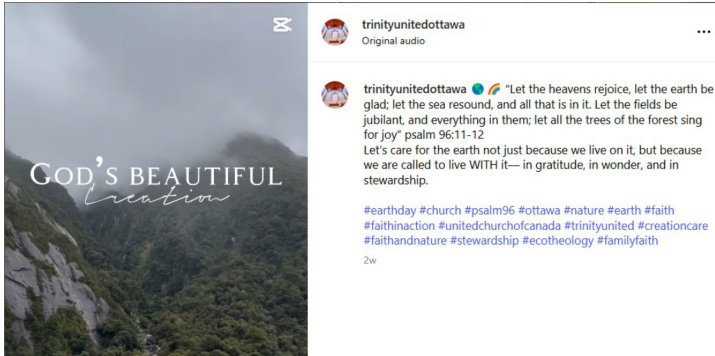 GOD'S BEAUTIFUL
Creation
trinityunitedottawa
Original audio
trinityunitedottawa 🌎 🌈 “Let the heavens rejoice, let the earth be
glad; let the sea resound, and all that is in it. Let the fields be
jubilant, and everything in them; let all the trees of the forest sing
for joy” psalm 96:11-12
Let's care for the earth not just because we live on it, but because
we are called to live WITH it— in gratitude, in wonder, and in
stewardship.
#earthday #church #psalm96 #ottawa #nature #earth #faith
#faithinaction #unitedchurchofcanada #trinityunited #creationcare
#faithandnature #stewardship #ecotheology #familyfaith
2w